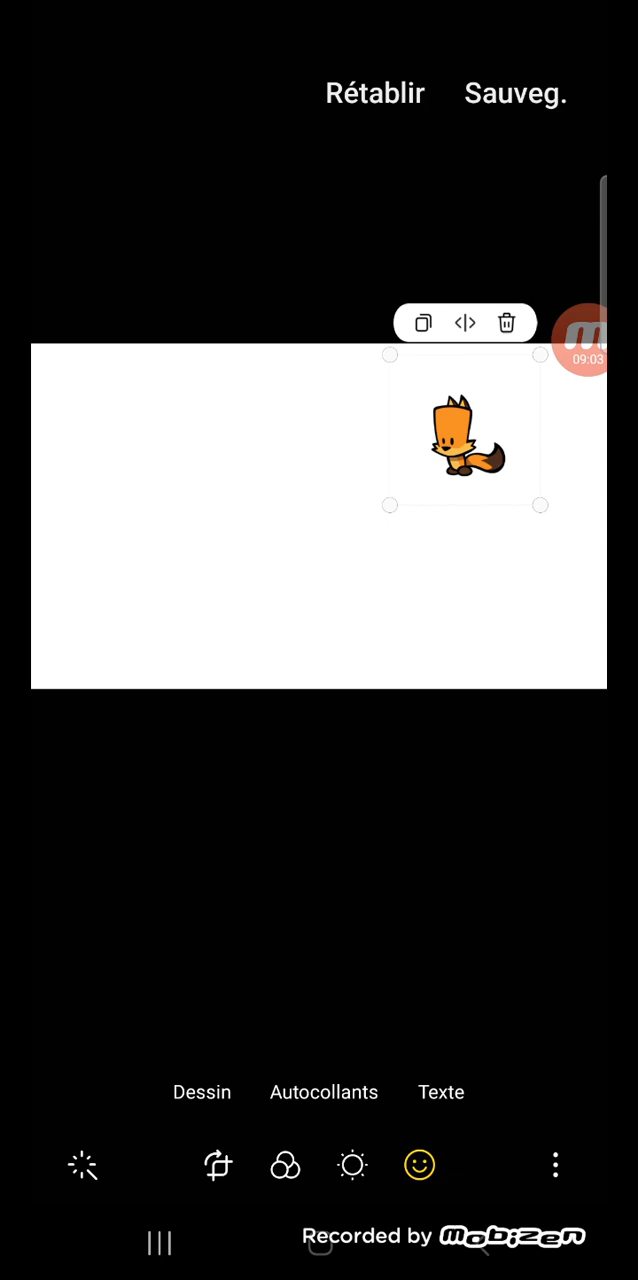 Rétablir Sauveg.
09:03
Dessin Autocollants Texte
Recorded by mobizen